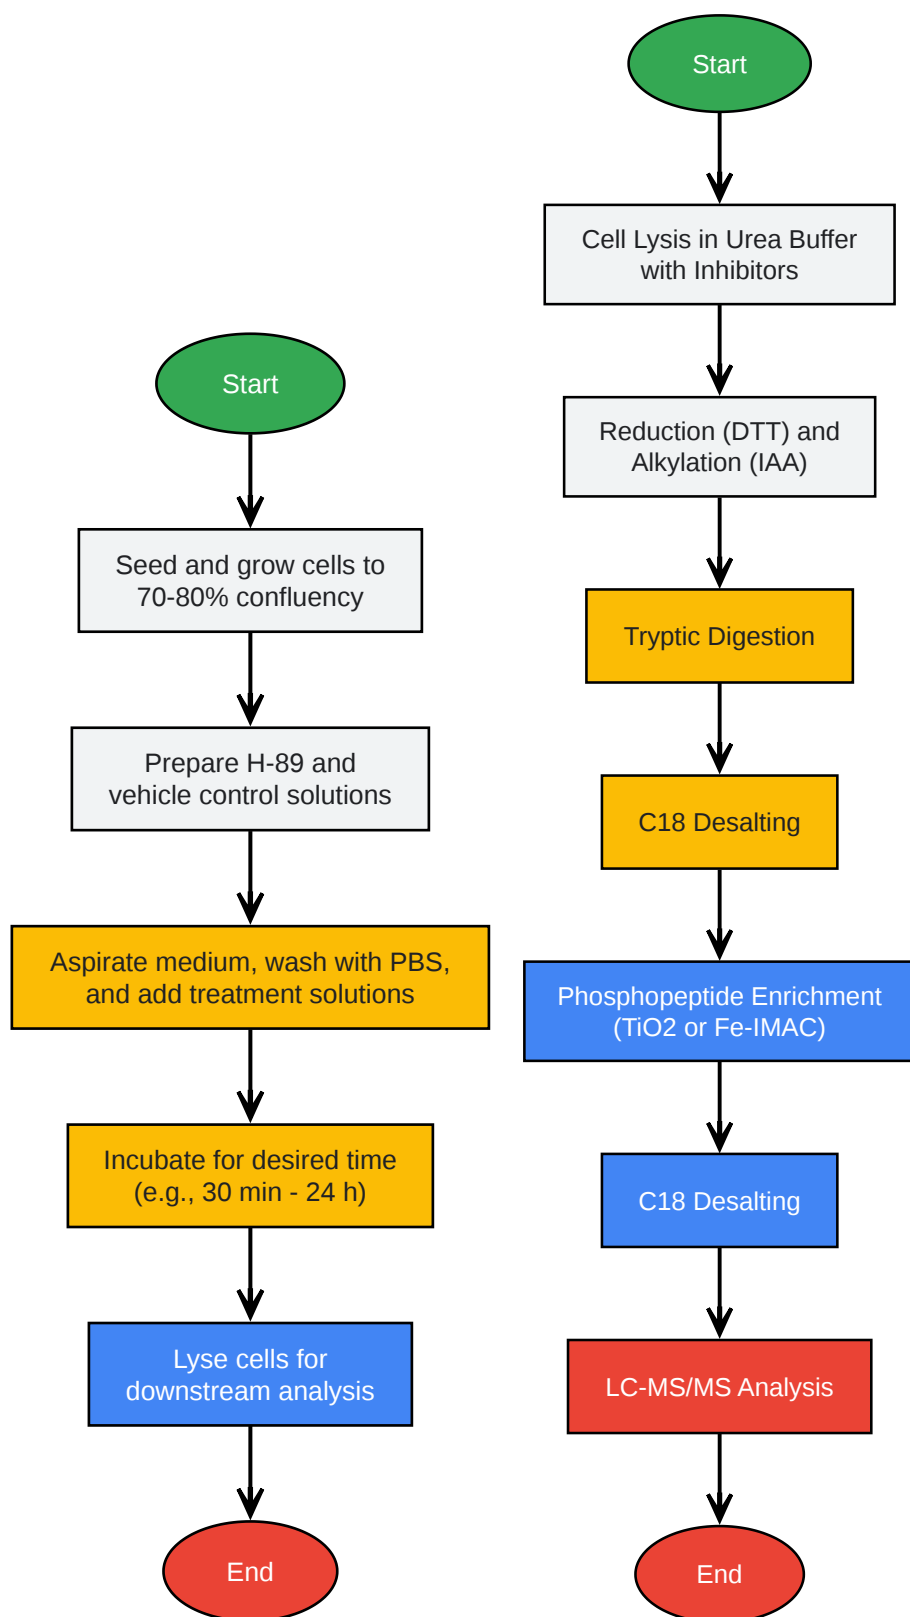 Start
Seed and grow cells to
70-80% confluency
Prepare H-89 and
vehicle control solutions
Aspirate medium, wash with PBS,
and add treatment solutions
Incubate for desired time
(e.g., 30 min - 24 h)
Lyse cells for
downstream analysis
End
Start
Cell Lysis in Urea Buffer
with Inhibitors
Reduction (DTT) and
Alkylation (IAA)
Tryptic Digestion
C18 Desalting
Phosphopeptide Enrichment
(TiO2 or Fe-IMAC)
C18 Desalting
LC-MS/MS Analysis
End